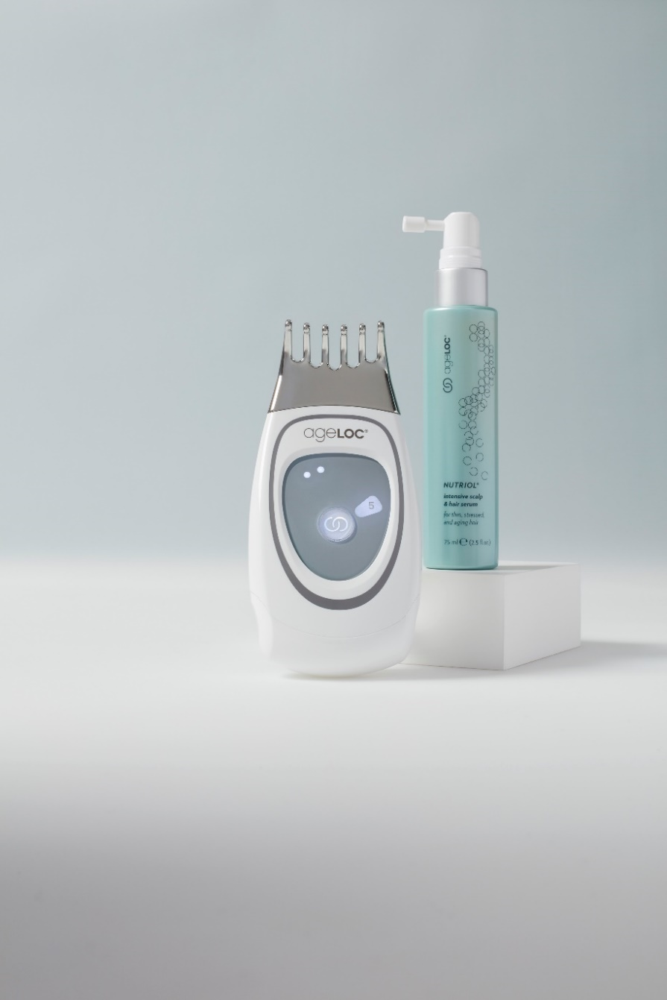 ageLOC®
5
ageLOC®
NUTRIOL®
intensive scalp
& hair serum
for thin, stressed,
and aging hair
75 ml ℮ (2.5 fl oz)